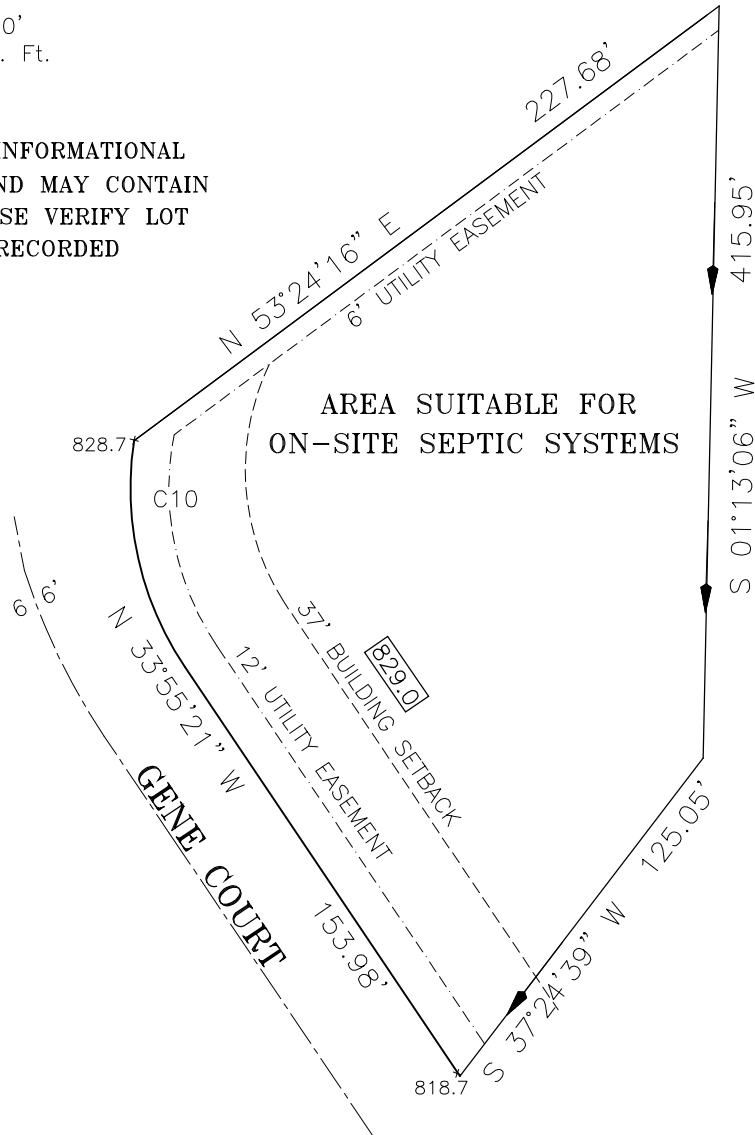 0'
. Ft.
INFORMATIONAL
ND MAY CONTAIN
SE VERIFY LOT
RECORDED
227.68'
N 53°24'16" E
6' UTILITY EASEMENT
415.95'
S 01°13'06" W
AREA SUITABLE FOR
ON-SITE SEPTIC SYSTEMS
828.7
C10
6
6'
N 33°55'21" W
153.98'
12' UTILITY EASEMENT
37' BUILDING SETBACK
829.0
GENE COURT
125.05'
S 37°24'39" W
818.7